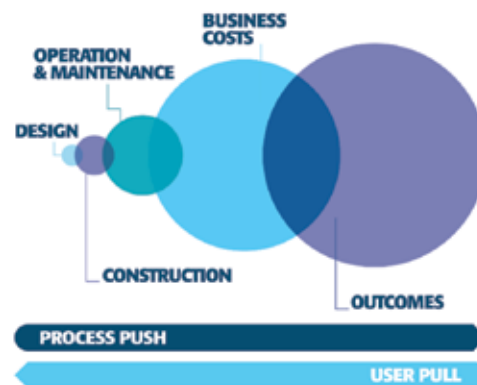 BUSINESS
COSTS
OPERATION
& MAINTENANCE
DESIGN
CONSTRUCTION
OUTCOMES
PROCESS PUSH
USER PULL